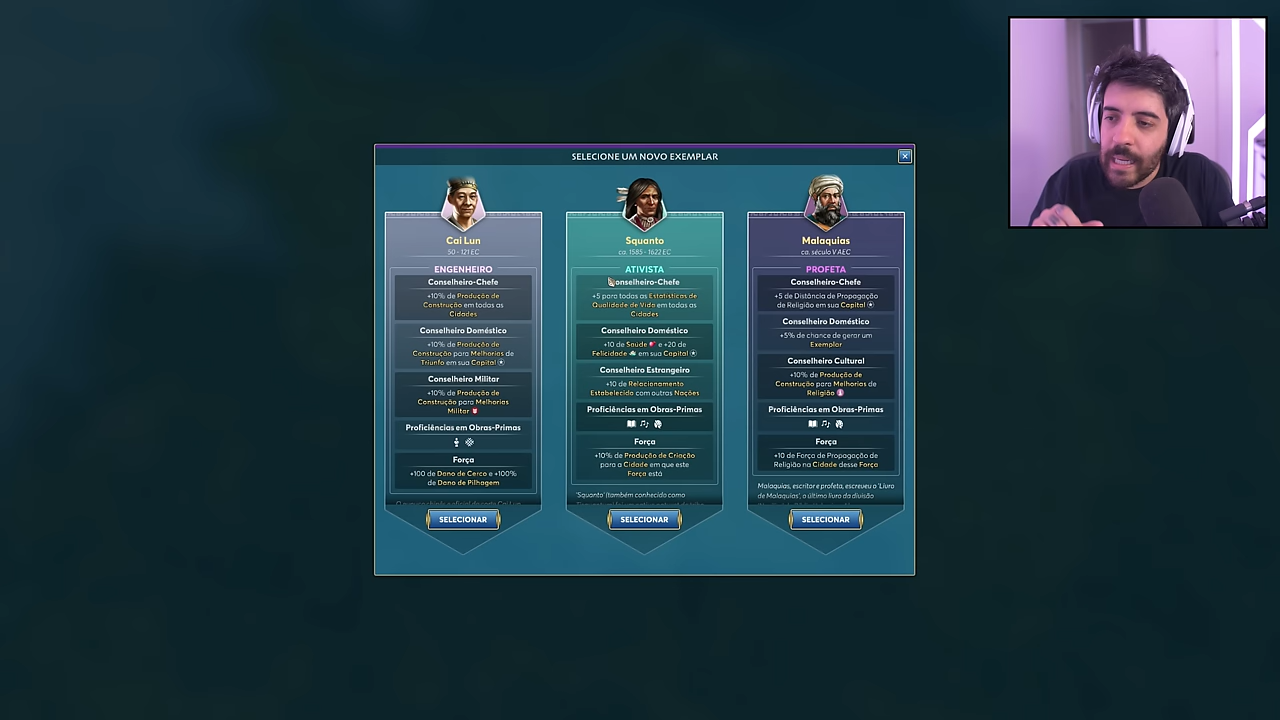 SELECIONE UM NOVO EXEMPLAR
Cai Lun
50 - 121 EC
ENGENHEIRO
Conselheiro-Chefe
+10% de Produção de
Construção em todas as
Cidades
Conselheiro Doméstico
+10% de Produção de
Construção para Melhorias de
Triunfo em sua Capital
Conselheiro Militar
+10% de Produção de
Construção para Melhorias
Militar
Proficiências em Obras-Primas
Força
+100 de Dano de Cerco e +100%
de Dano de Pilhagem
SELECIONAR
Squanto
ca. 1585 - 1622 EC
ATIVISTA
Conselheiro-Chefe
+5 para todas as Estatísticas de
Qualidade de Vida em todas as
Cidades
Conselheiro Doméstico
+10 de Saúde e +20 de
Felicidade em sua Capital
Conselheiro Estrangeiro
+10 de Relacionamento
Estabelecido com outras Nações
Proficiências em Obras-Primas
Força
+10% de Produção de Criação
para a Cidade em que este
Força está
'Squanto' (também conhecido como
SELECIONAR
Malaquias
ca. século V AEC
PROFETA
Conselheiro-Chefe
+5 de Distância de Propagação
de Religião em sua Capital
Conselheiro Doméstico
+5% de chance de gerar um
Exemplar
Conselheiro Cultural
+10% de Produção de
Construção para Melhorias de
Religião
Proficiências em Obras-Primas
Força
+10 de Força de Propagação de
Religião na Cidade desse Força
Malaquias, escritor e profeta, escreveu o 'Livro
de Malaquias', o último livro da divisão
SELECIONAR